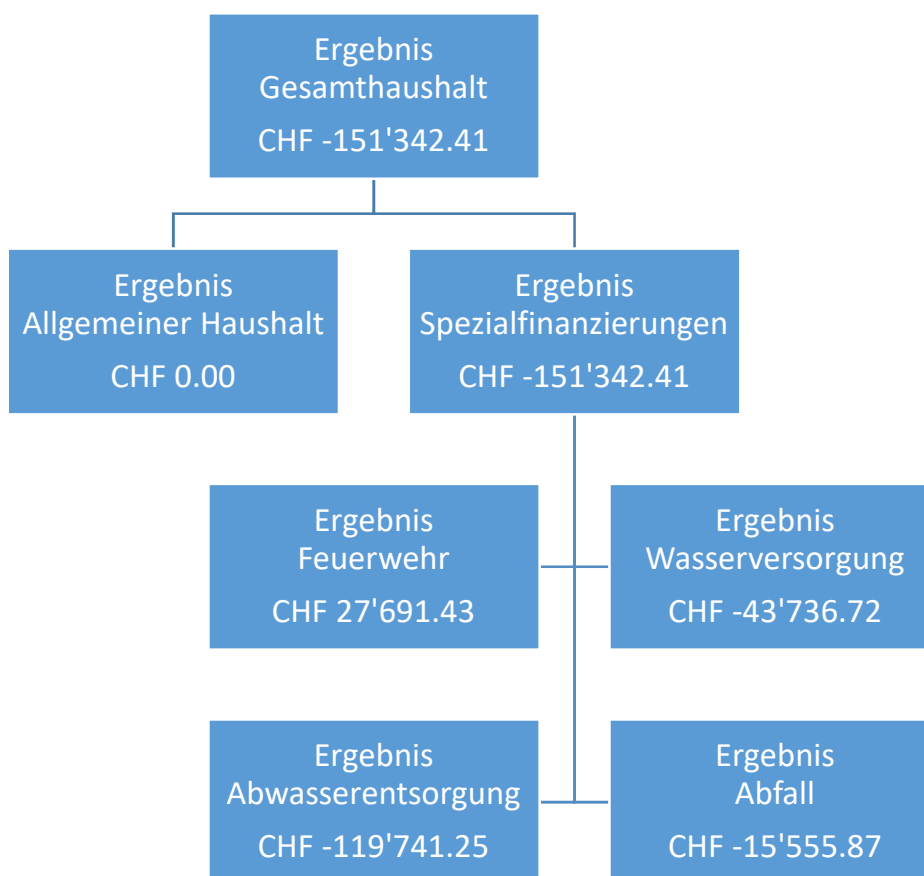 Ergebnis
Gesamthaushalt
CHF -151'342.41
Ergebnis
Allgemeiner Haushalt
CHF 0.00
Ergebnis
Spezialfinanzierungen
CHF -151'342.41
Ergebnis
Feuerwehr
CHF 27'691.43
Ergebnis
Wasserversorgung
CHF -43'736.72
Ergebnis
Abwasserentsorgung
CHF -119'741.25
Ergebnis
Abfall
CHF -15'555.87